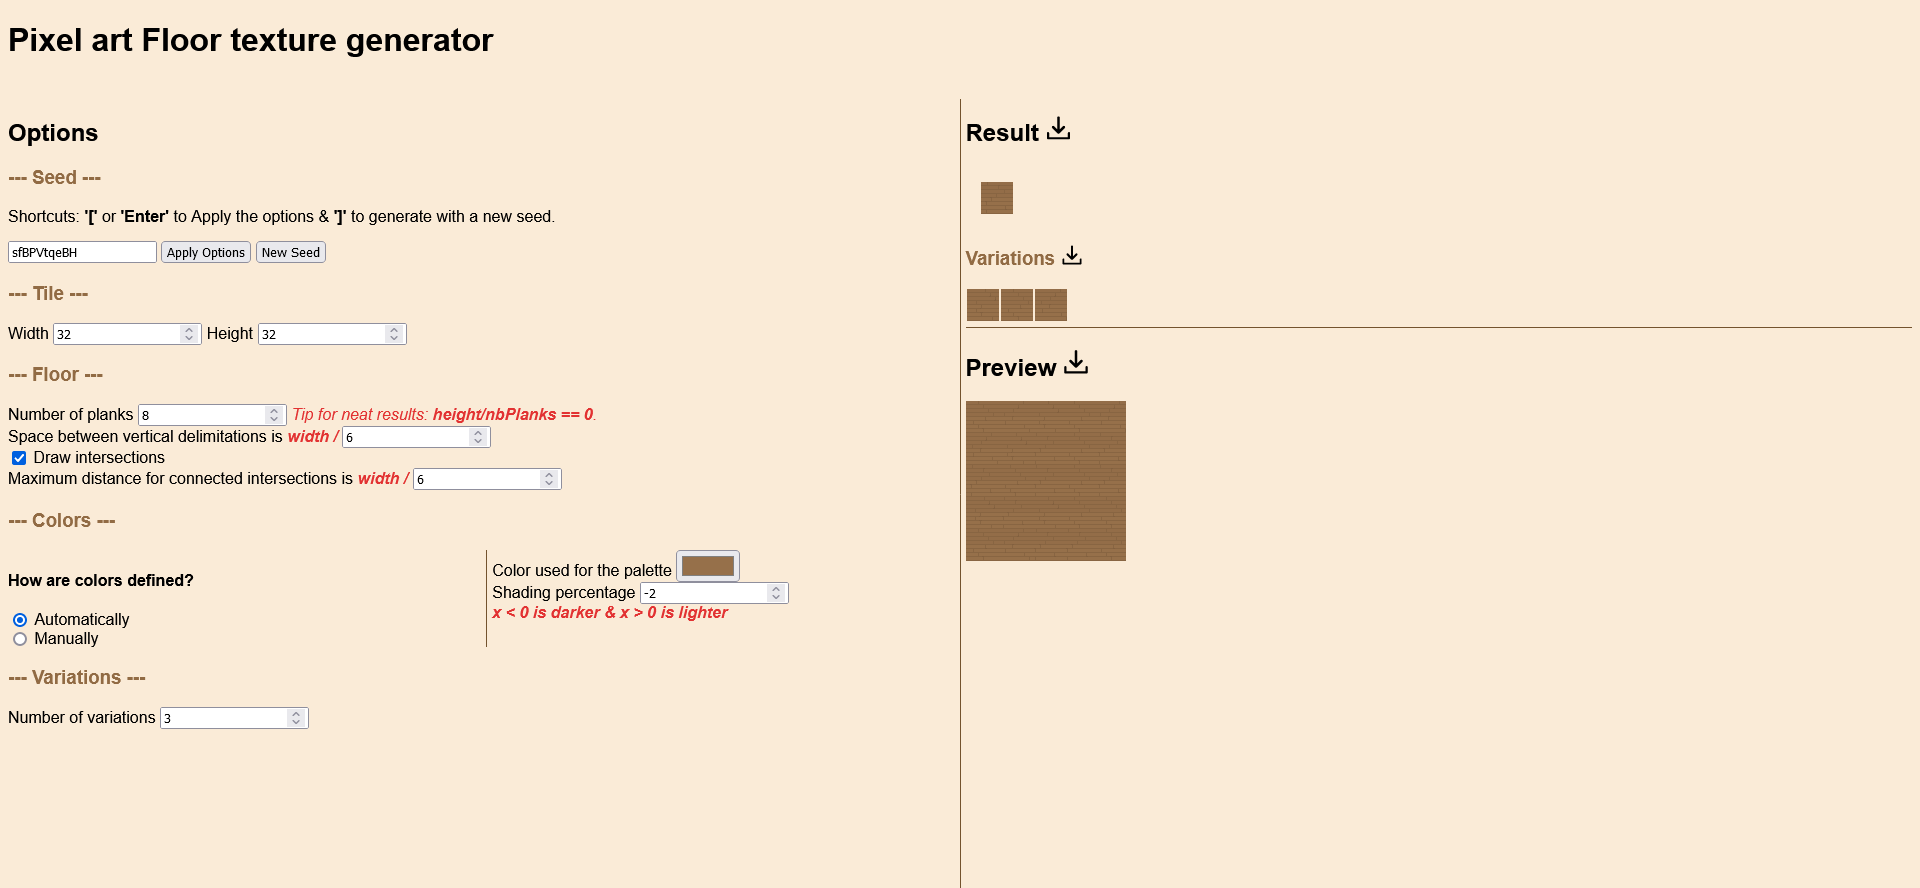 Pixel art Floor texture generator
Options
--- Seed ---
Shortcuts: '[' or 'Enter' to Apply the options & ']' to generate with a new seed.
sfBPVtqeBH Apply Options New Seed
--- Tile ---
Width 32 Height 32
--- Floor ---
Number of planks 8 Tip for neat results: height/nbPlanks == 0.
Space between vertical delimitations is width / 6
Draw intersections
Maximum distance for connected intersections is width / 6
--- Colors ---
How are colors defined?
Automatically
Manually
Color used for the palette
Shading percentage -2
x < 0 is darker & x > 0 is lighter
--- Variations ---
Number of variations 3
Result
Variations
Preview